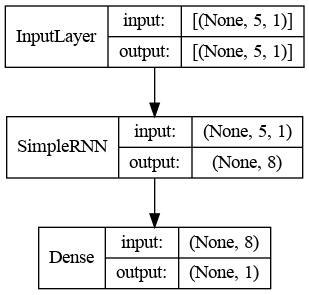 InputLayer
input: [(None, 5, 1)]
output: [(None, 5, 1)]
SimpleRNN
input: (None, 5, 1)
output: (None, 8)
Dense
input: (None, 8)
output: (None, 1)